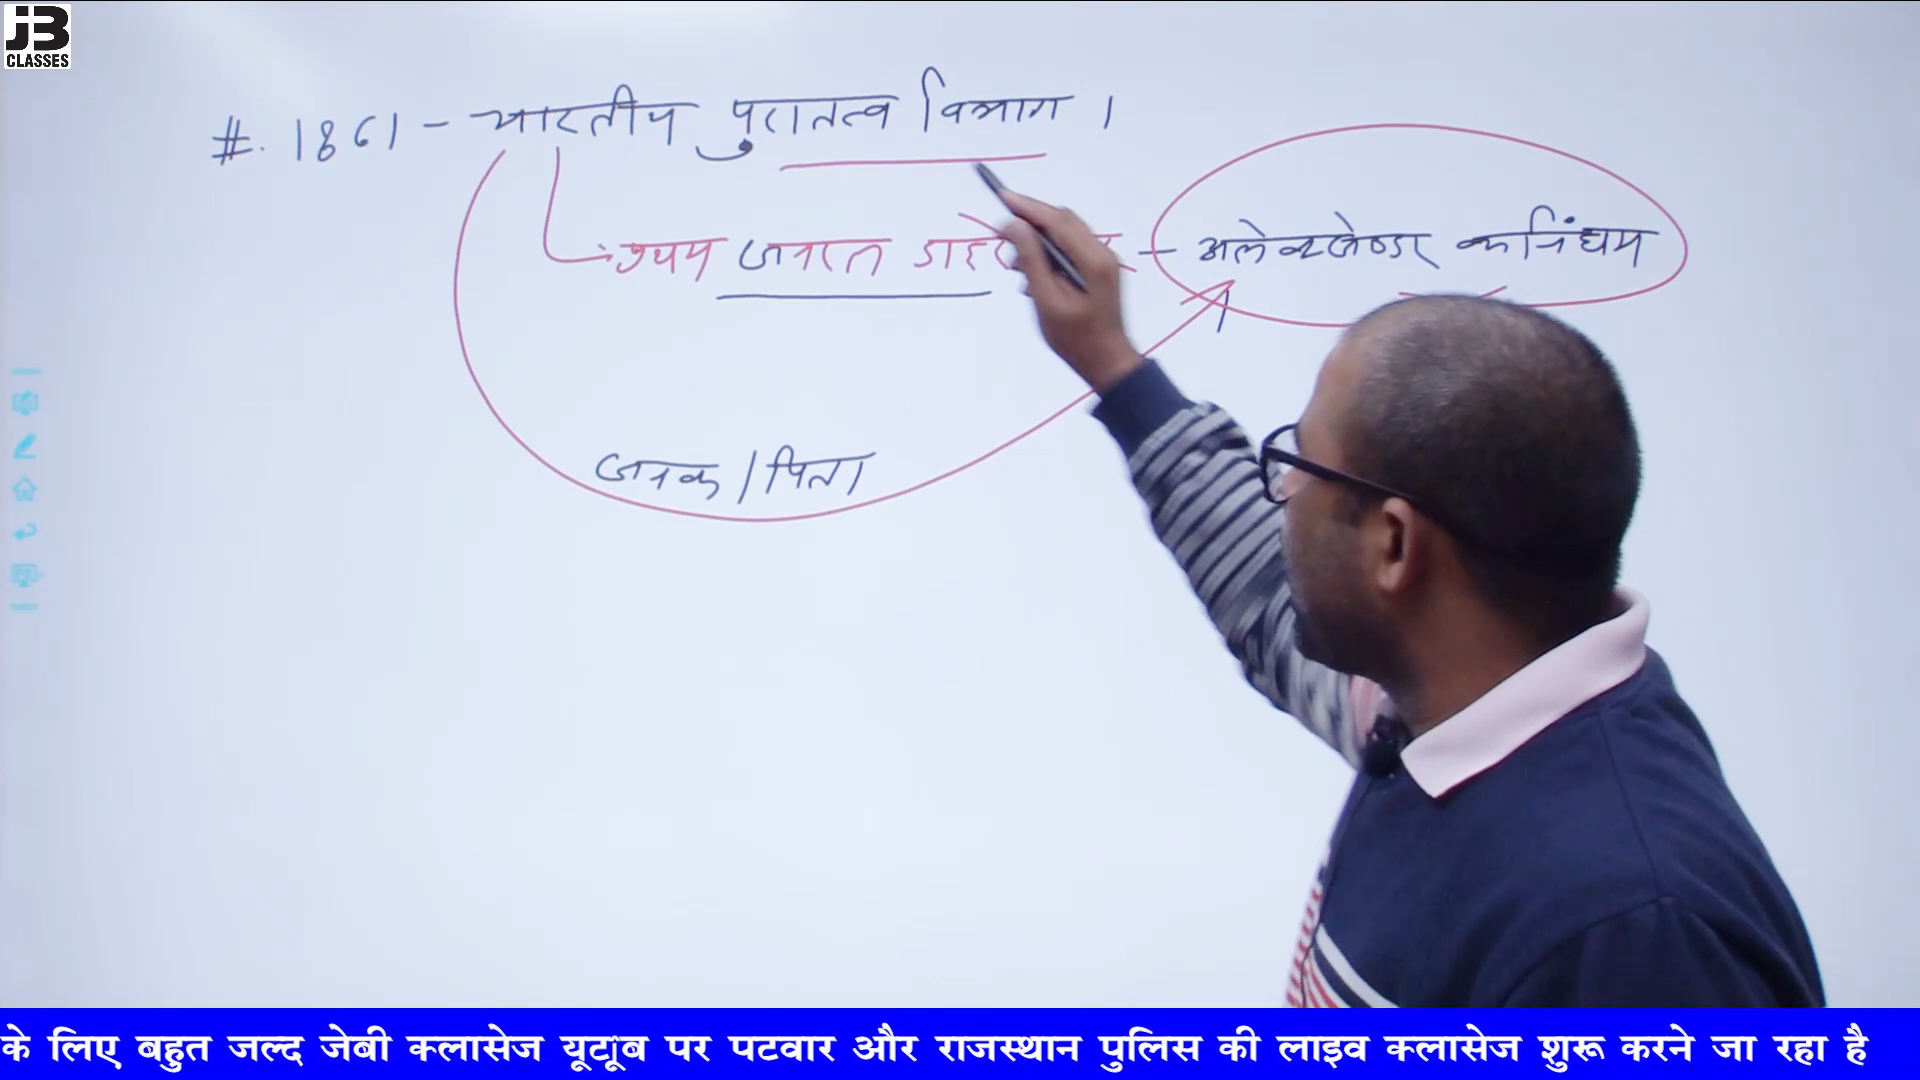 JB
CLASSES
#. 1861 - भारतीय पुरातत्व विभाग ।
प्रथम जनरल - अलेक्जेण्डर कनिंघम
जनक / पिता
के लिए बहुत जल्द जेबी क्लासेज यूट्यूब पर पटवार और राजस्थान पुलिस की लाइव क्लासेज शुरू करने जा रहा है